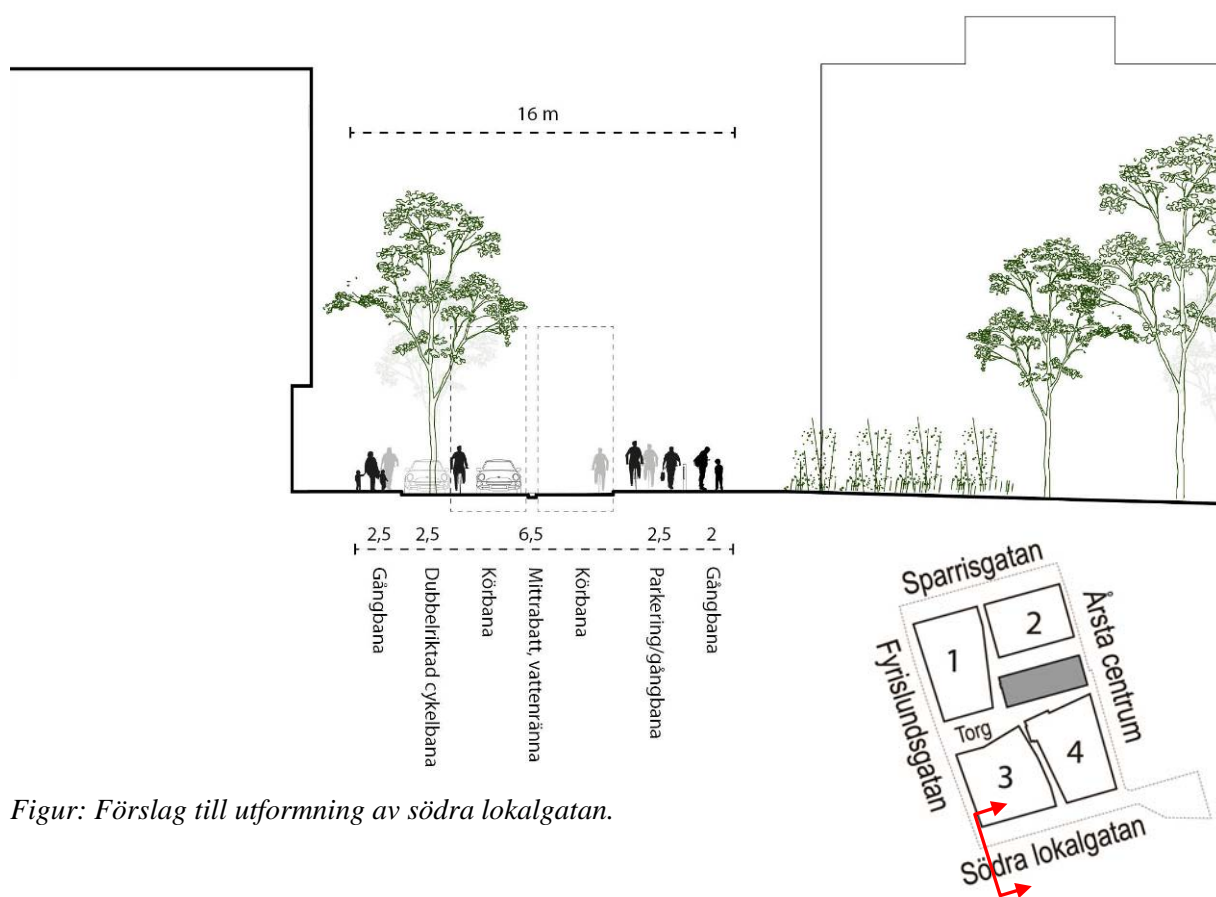 16 m
2,5 2,5 6,5 2,5 2
Gångbana
Dubbelriktad cykelbana
Körbana
Mittrabatt, vattenränna
Körbana
Parkering/gångbana
Gångbana
Sparrisgatan
Årsta centrum
Fyrislundsgatan
1
2
Torg
3
4
Södra lokalgatan
Figur: Förslag till utformning av södra lokalgatan.